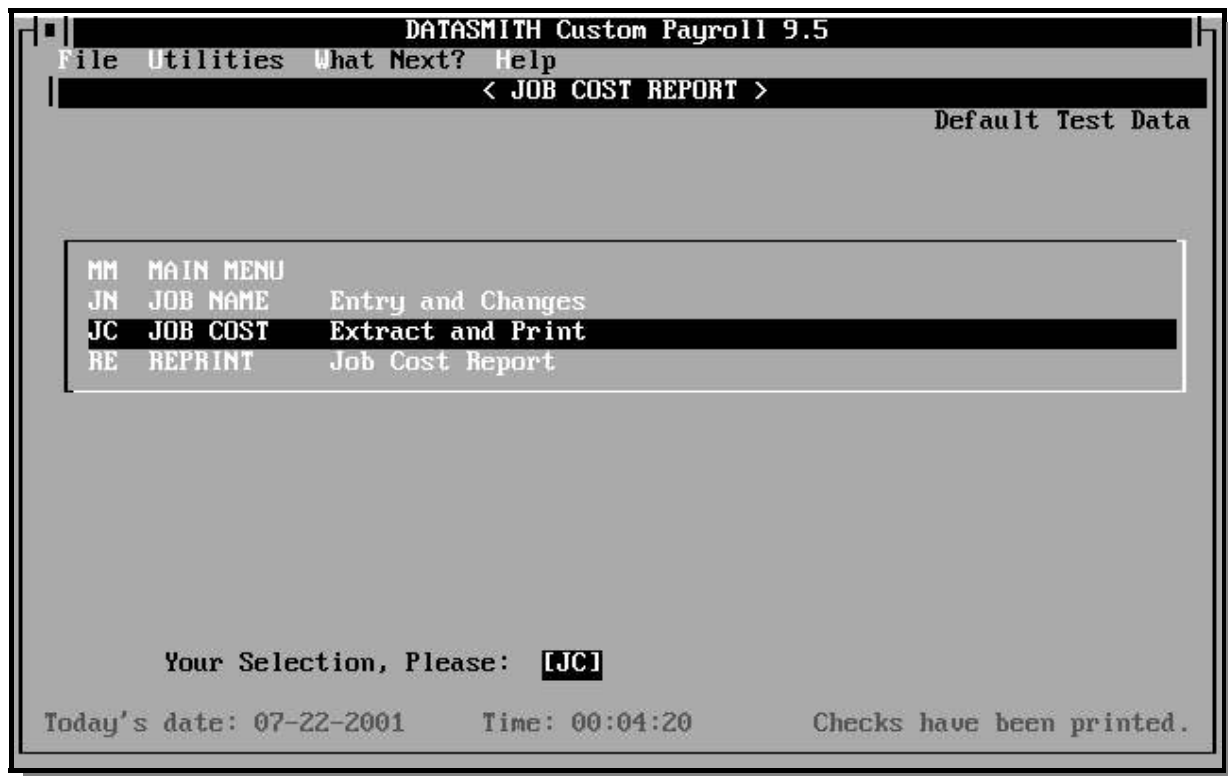 DATASMITH Custom Payroll 9.5
File Utilities What Next? Help
< JOB COST REPORT >
Default Test Data
MM MAIN MENU
JN JOB NAME Entry and Changes
JC JOB COST Extract and Print
RE REPRINT Job Cost Report
Your Selection, Please: [JC]
Today's date: 07-22-2001 Time: 00:04:20 Checks have been printed.